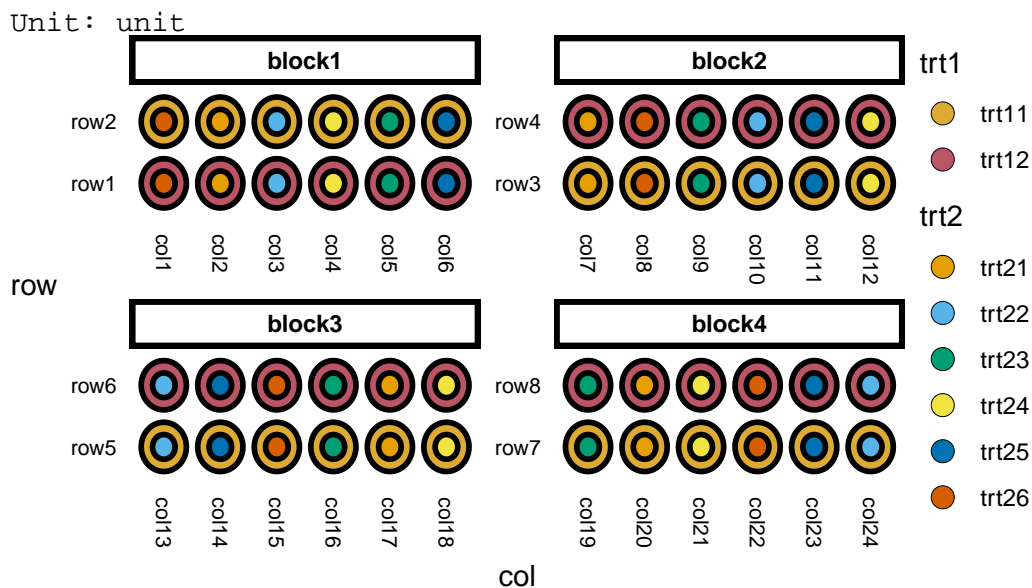 Unit: unit
block1
block2
row2
row1
row4
row3
col1
col2
col3
col4
col5
col6
col7
col8
col9
col10
col11
col12
row
block3
block4
row6
row5
row8
row7
col13
col14
col15
col16
col17
col18
col19
col20
col21
col22
col23
col24
col
trt1
trt11
trt12
trt2
trt21
trt22
trt23
trt24
trt25
trt26